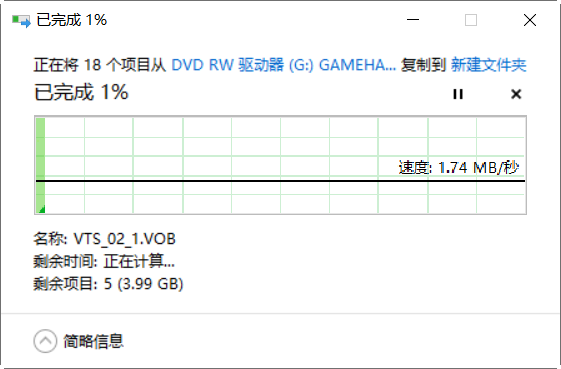 已完成 1%
正在将 18 个项目从 DVD RW 驱动器 (G:) GAMEHA... 复制到 新建文件夹
已完成 1%
速度: 1.74 MB/秒
名称: VTS_02_1.VOB
剩余时间: 正在计算...
剩余项目: 5 (3.99 GB)
简略信息